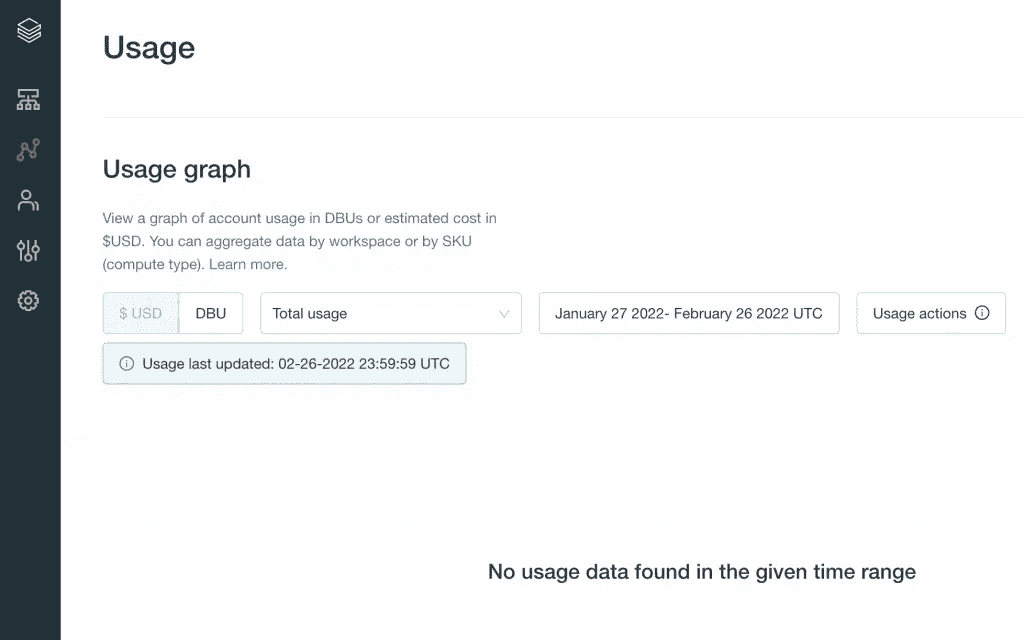 Usage
Usage graph
View a graph of account usage in DBUs or estimated cost in
$USD. You can aggregate data by workspace or by SKU
(compute type). Learn more.
$ USD DBU Total usage January 27 2022- February 26 2022 UTC Usage actions
Usage last updated: 02-26-2022 23:59:59 UTC
No usage data found in the given time range